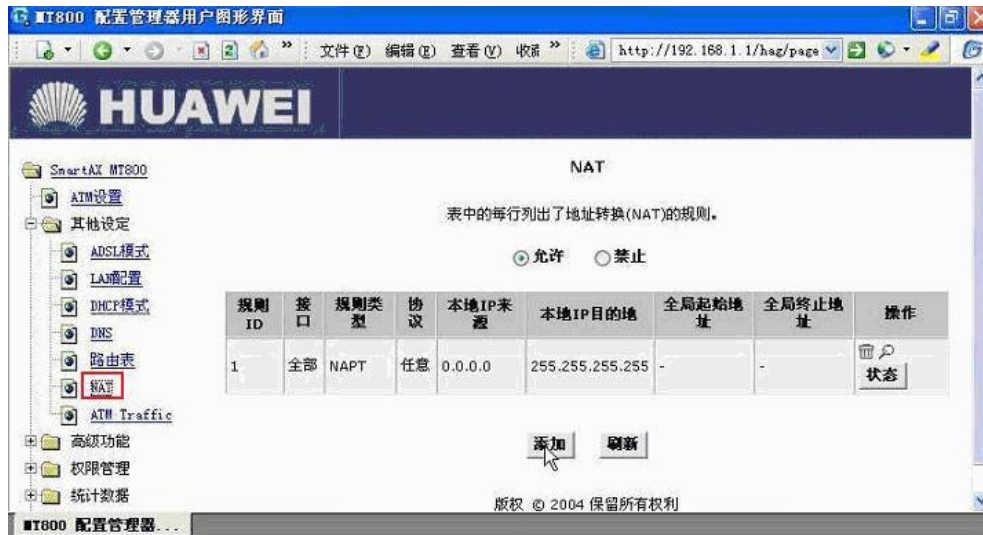 MT800 配置管理器用户图形界面
文件(F) 编辑(E) 查看(V) 收藏 » http://192.168.1.1/hag/page
HUAWEI
SmartAX MT800
ATM设置
其他设定
ADSL模式
LAN配置
DHCP模式
DNS
路由表
NAT
ATM Traffic
高级功能
权限管理
统计数据
NAT
表中的每行列出了地址转换(NAT)的规则。
允许 禁止
规则ID 接口 规则类型 协议 本地IP来源 本地IP目的地 全局起始地址 全局终止地址 操作
1 全部 NAPT 任意 0.0.0.0 255.255.255.255 - - 状态
添加 刷新
版权 © 2004 保留所有权利
MT800 配置管理器...